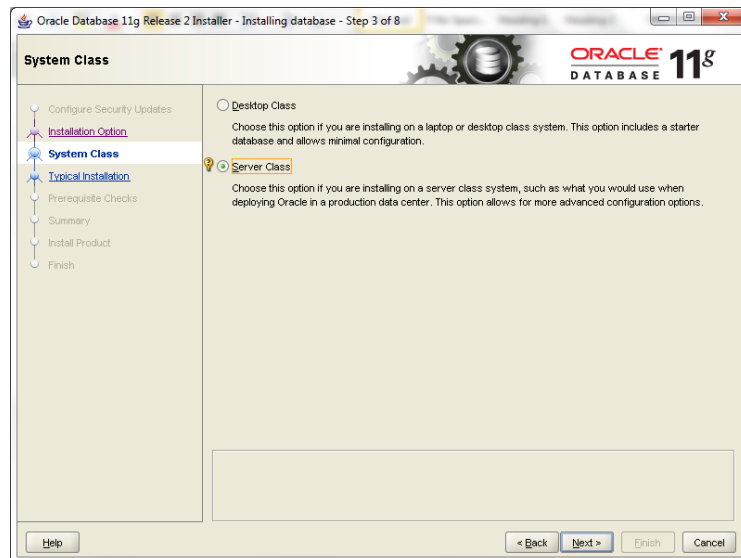 Oracle Database 11g Release 2 Installer - Installing database - Step 3 of 8
System Class
ORACLE
DATABASE
11g
Configure Security Updates
Installation Option
System Class
Typical Installation
Prerequisite Checks
Summary
Install Product
Finish
Desktop Class
Choose this option if you are installing on a laptop or desktop class system. This option includes a starter
database and allows minimal configuration.
Server Class
Choose this option if you are installing on a server class system, such as what you would use when
deploying Oracle in a production data center. This option allows for more advanced configuration options.
Help
< Back
Next >
Finish
Cancel